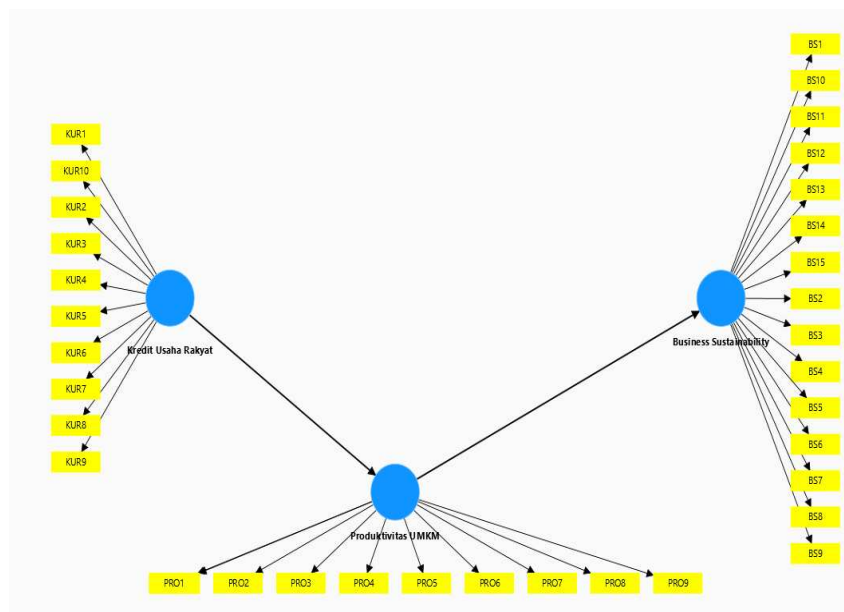 KUR1
KUR10
KUR2
KUR3
KUR4
KUR5
KUR6
KUR7
KUR8
KUR9
Kredit Usaha Rakyat
Produktivitas UMKM
PRO1
PRO2
PRO3
PRO4
PRO5
PRO6
PRO7
PRO8
PRO9
Business Sustainability
BS1
BS10
BS11
BS12
BS13
BS14
BS15
BS2
BS3
BS4
BS5
BS6
BS7
BS8
BS9